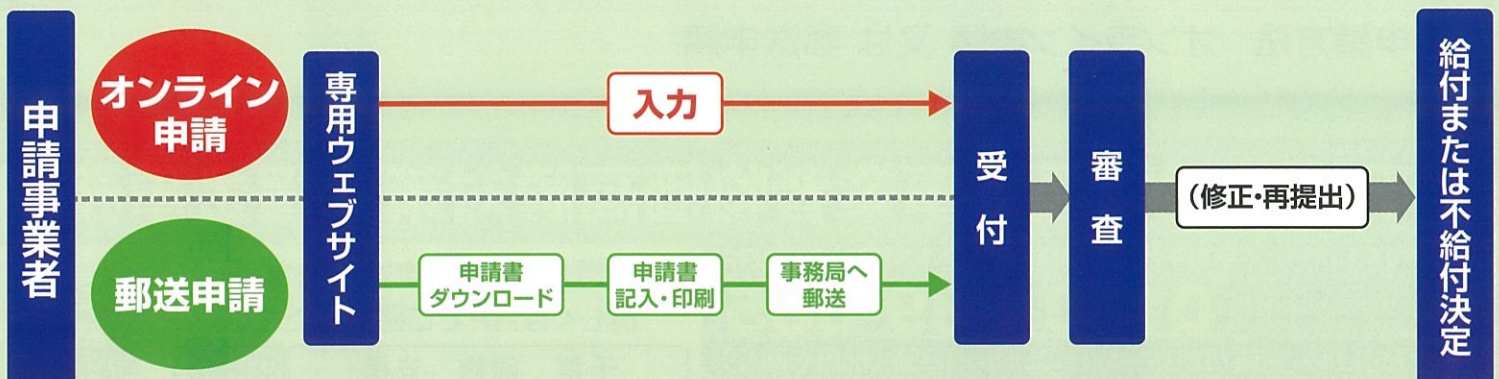 申請事業者
オンライン
申請
郵送申請
専用ウェブサイト
入力
申請書
ダウンロード
申請書
記入・印刷
事務局へ
郵送
受付
審査
(修正・再提出)
給付または不給付決定